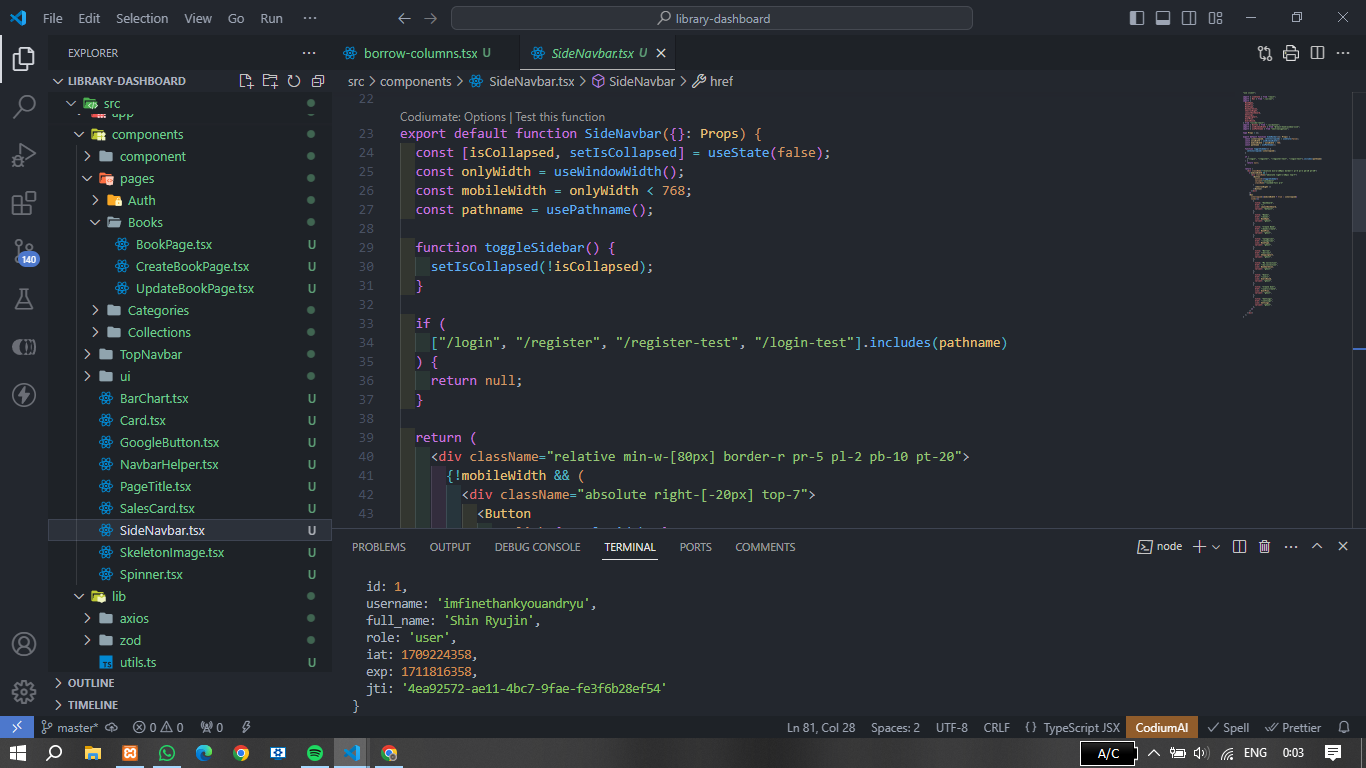 File Edit Selection View Go Run ···
library-dashboard
EXPLORER
LIBRARY-DASHBOARD
src
app
components
component
pages
Auth
Books
BookPage.tsx U
CreateBookPage.tsx U
UpdateBookPage.tsx U
Categories
Collections
TopNavbar
ui
BarChart.tsx U
Card.tsx U
GoogleButton.tsx U
NavbarHelper.tsx U
PageTitle.tsx U
SalesCard.tsx U
SideNavbar.tsx U
SkeletonImage.tsx U
Spinner.tsx U
lib
axios
zod
TS utils.ts U
OUTLINE
TIMELINE
140
borrow-columns.tsx U
SideNavbar.tsx U
src > components > SideNavbar.tsx > SideNavbar > href
22
Codiumate: Options | Test this function
23 export default function SideNavbar({}: Props) {
24 const [isCollapsed, setIsCollapsed] = useState(false);
25 const onlyWidth = useWindowWidth();
26 const mobileWidth = onlyWidth < 768;
27 const pathname = usePathname();
28
29 function toggleSidebar() {
30 setIsCollapsed(!isCollapsed);
31 }
32
33 if (
34 ["/login", "/register", "/register-test", "/login-test"].includes(pathname)
35 ) {
36 return null;
37 }
38
39 return (
40 <div className="relative min-w-[80px] border-r pr-5 pl-2 pb-10 pt-20">
41 {!mobileWidth && (
42 <div className="absolute right-[-20px] top-7">
43 <Button
PROBLEMS OUTPUT DEBUG CONSOLE TERMINAL PORTS COMMENTS
node
id: 1,
username: 'imfinethankyouandryu',
full_name: 'Shin Ryujin',
role: 'user',
iat: 1709224358,
exp: 1711816358,
jti: '4ea92572-ae11-4bc7-9fae-fe3f6b28ef54'
}
master* 0 0 0
Ln 81, Col 28 Spaces: 2 UTF-8 CRLF {} TypeScript JSX CodiumAI Spell Prettier
A/C ENG 0:03